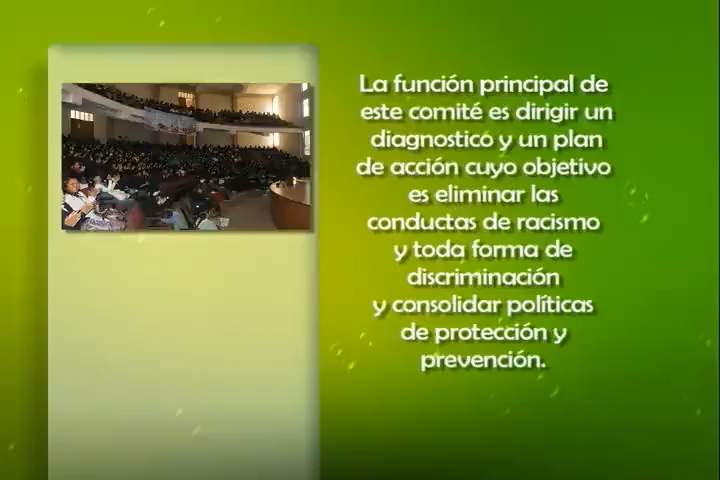 La función principal de
este comité es dirigir un
diagnostico y un plan
de acción cuyo objetivo
es eliminar las
conductas de racismo
y toda forma de
discriminación
y consolidar políticas
de protección y
prevención.